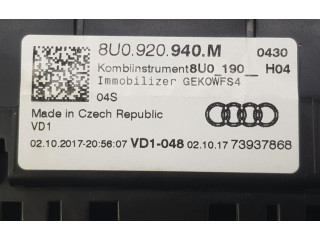 8U0.920.940.M 0430
Kombiinstrument8U0_190__ H04
Immobilizer GEKOWFS4
04S
Made in Czech Republic
VD1
02.10.2017-20:56:07 VD1-048 02.10.17 73937868